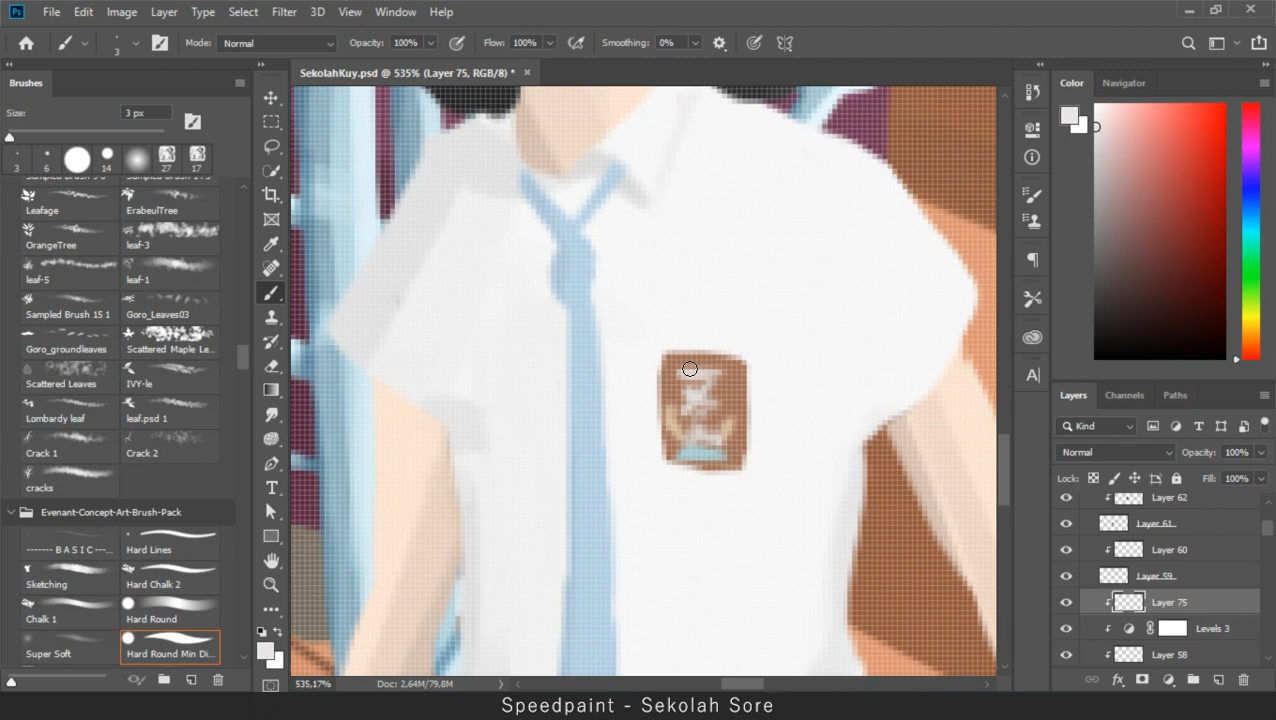 Ps File Edit Image Layer Type Select Filter 3D View Window Help
3 Mode: Normal Opacity: 100% Flow: 100% Smoothing: 0%
Brushes
SekolahKuy.psd @ 535% (Layer 75, RGB/8) * ×
Color Navigator
Size: 3 px
3 6 14 27 17
Leafage ErabeulTree
OrangeTree leaf-3
leaf-5 leaf-1
Sampled Brush 15 1 Goro_Leaves03
Goro_groundleaves Scattered Maple Le...
Scattered Leaves IVY-le
Lombardy leaf leaf.psd 1
Crack 1 Crack 2
cracks
Evenant-Concept-Art-Brush-Pack
------- B A S I C ---... Hard Lines
Sketching Hard Chalk 2
Chalk 1 Hard Round
Super Soft Hard Round Min Di...
Layers Channels Paths
Kind
Normal Opacity: 100%
Lock: Fill: 100%
Layer 62
Layer 61
Layer 60
Layer 59
Layer 75
Levels 3
Layer 58
535,17% Doc: 2,64M/79,8M
Speedpaint - Sekolah Sore